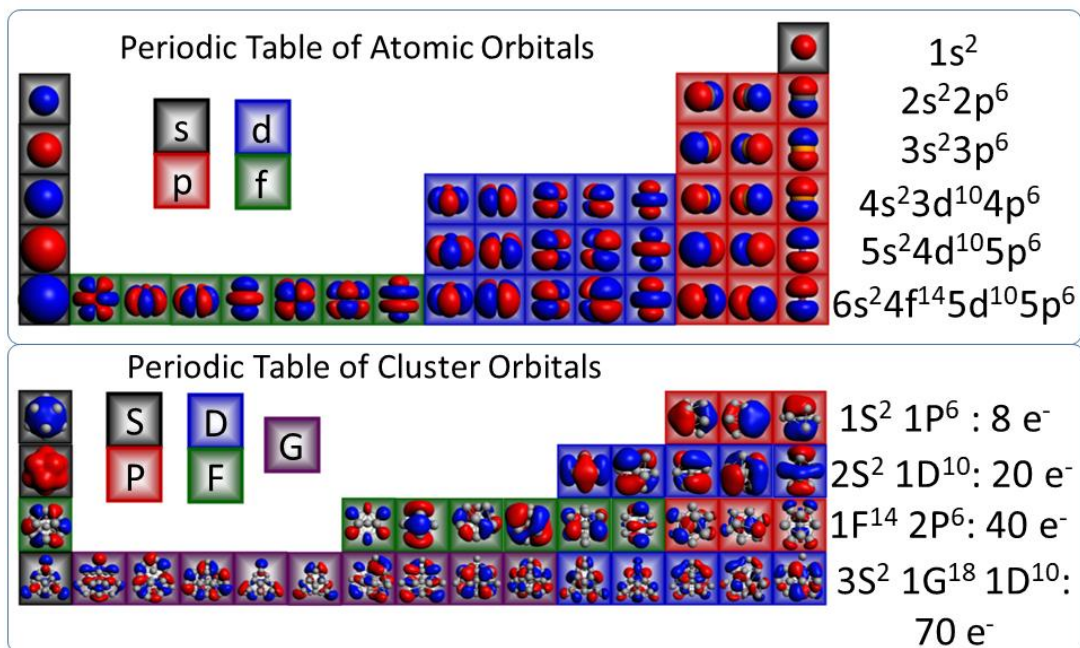 Periodic Table of Atomic Orbitals
s
d
p
f
1s²
2s²2p⁶
3s²3p⁶
4s²3d¹⁰4p⁶
5s²4d¹⁰5p⁶
6s²4f¹⁴5d¹⁰5p⁶
Periodic Table of Cluster Orbitals
S
D
G
P
F
1S² 1P⁶ : 8 e⁻
2S² 1D¹⁰: 20 e⁻
1F¹⁴ 2P⁶: 40 e⁻
3S² 1G¹⁸ 1D¹⁰:
70 e⁻